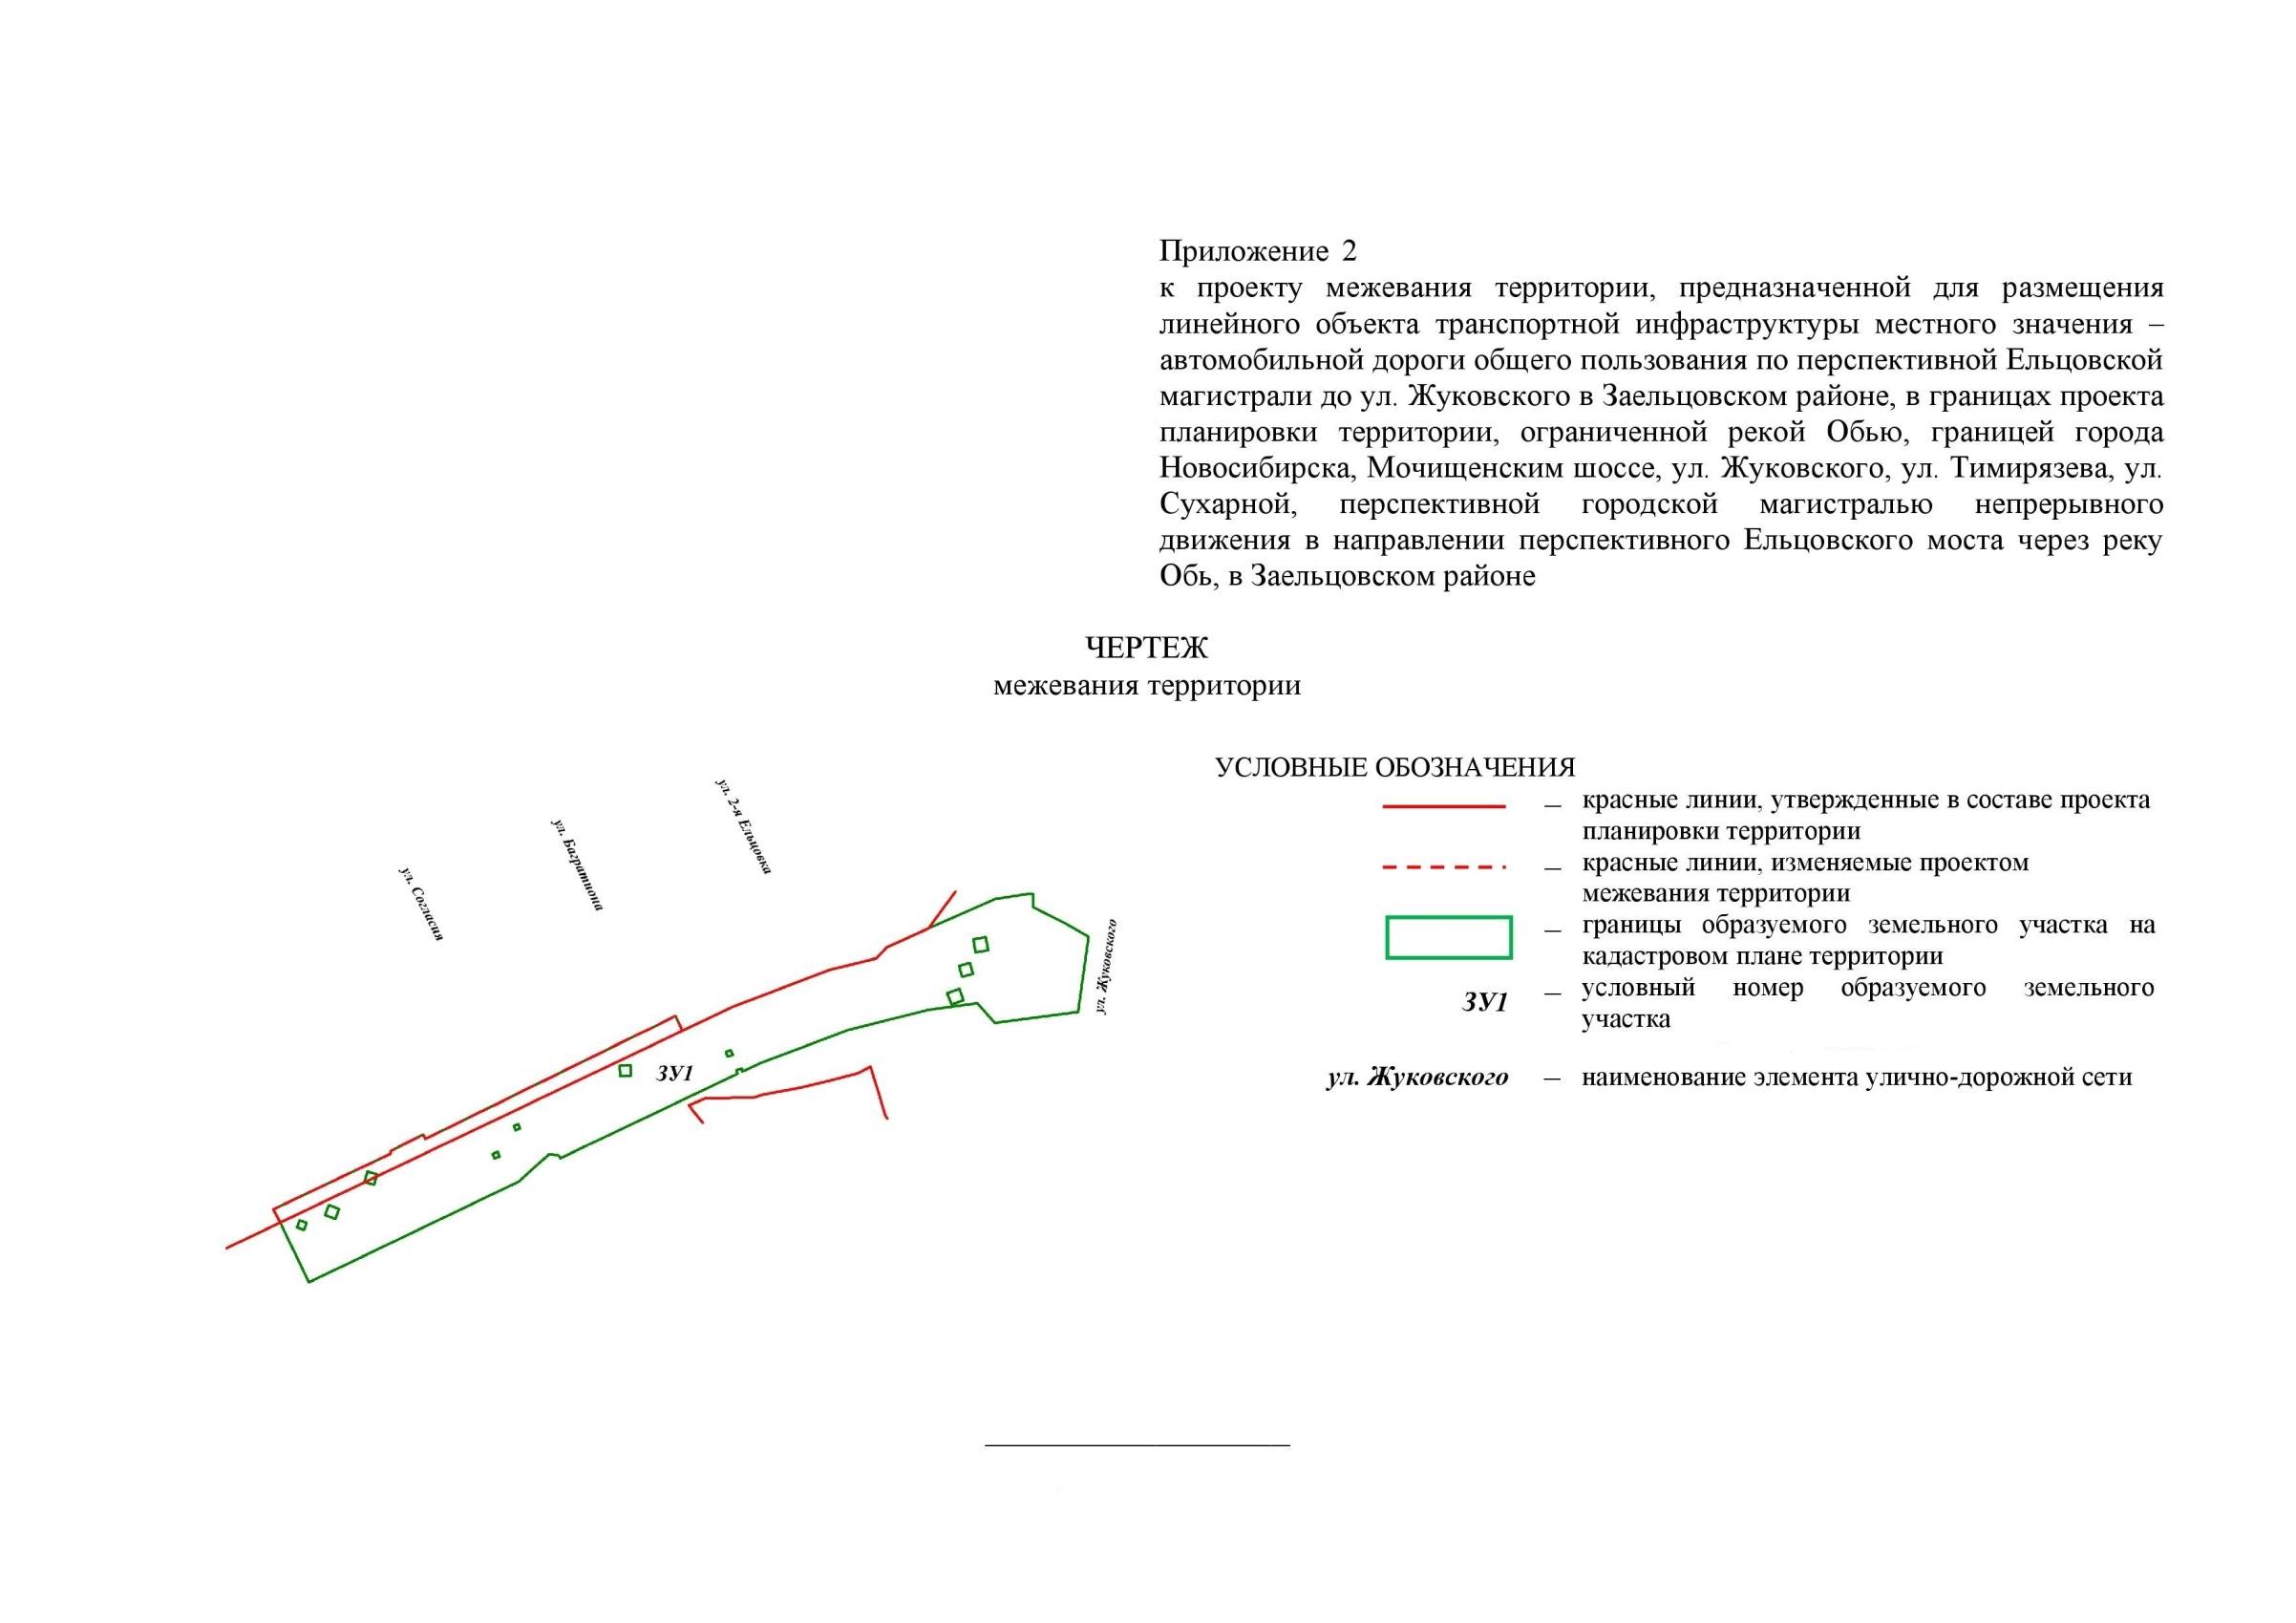 Приложение 2
к проекту межевания территории, предназначенной для размещения
линейного объекта транспортной инфраструктуры местного значения –
автомобильной дороги общего пользования по перспективной Ельцовской
магистрали до ул. Жуковского в Заельцовском районе, в границах проекта
планировки территории, ограниченной рекой Обью, границей города
Новосибирска, Мочищенским шоссе, ул. Жуковского, ул. Тимирязева, ул.
Сухарной, перспективной городской магистралью непрерывного
движения в направлении перспективного Ельцовского моста через реку
Обь, в Заельцовском районе
ЧЕРТЕЖ
межевания территории
УСЛОВНЫЕ ОБОЗНАЧЕНИЯ
– красные линии, утвержденные в составе проекта
планировки территории
– красные линии, изменяемые проектом
межевания территории
– границы образуемого земельного участка на
кадастровом плане территории
ЗУ1 – условный номер образуемого земельного
участка
ул. Жуковского – наименование элемента улично-дорожной сети
ул. Согласия
ул. Багратиона
ул. 2-я Ельцовка
ул. Жуковского
ЗУ1